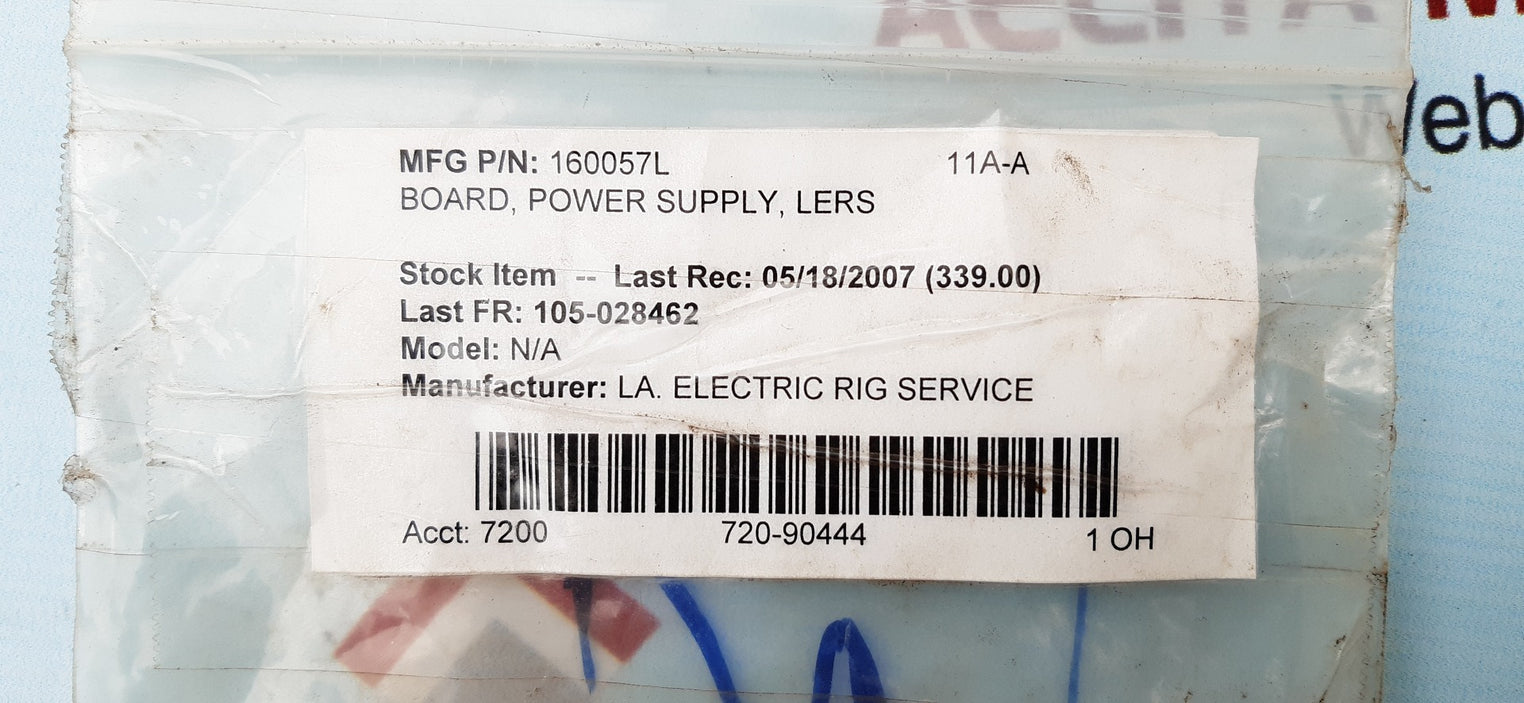 MFG P/N: 160057L 11A-A
BOARD, POWER SUPPLY, LERS
Stock Item -- Last Rec: 05/18/2007 (339.00)
Last FR: 105-028462
Model: N/A
Manufacturer: LA. ELECTRIC RIG SERVICE
Acct: 7200 720-90444 1 OH
Web